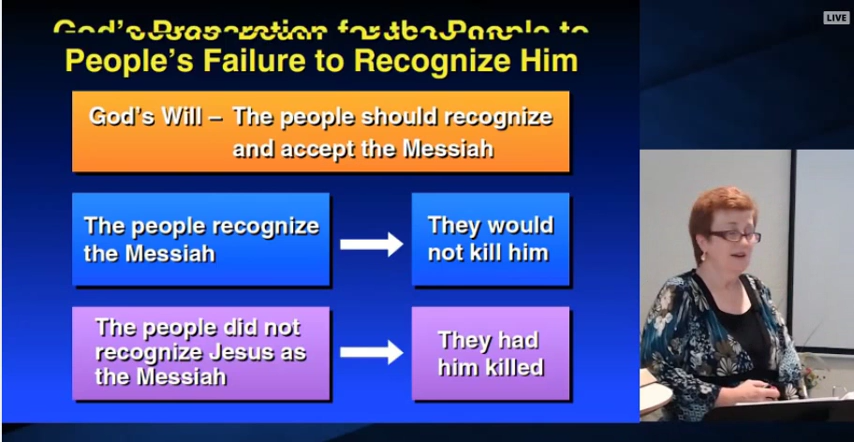 LIVE
People's Failure to Recognize Him
God's Will – The people should recognize
and accept the Messiah
The people recognize
the Messiah
They would
not kill him
The people did not
recognize Jesus as
the Messiah
They had
him killed